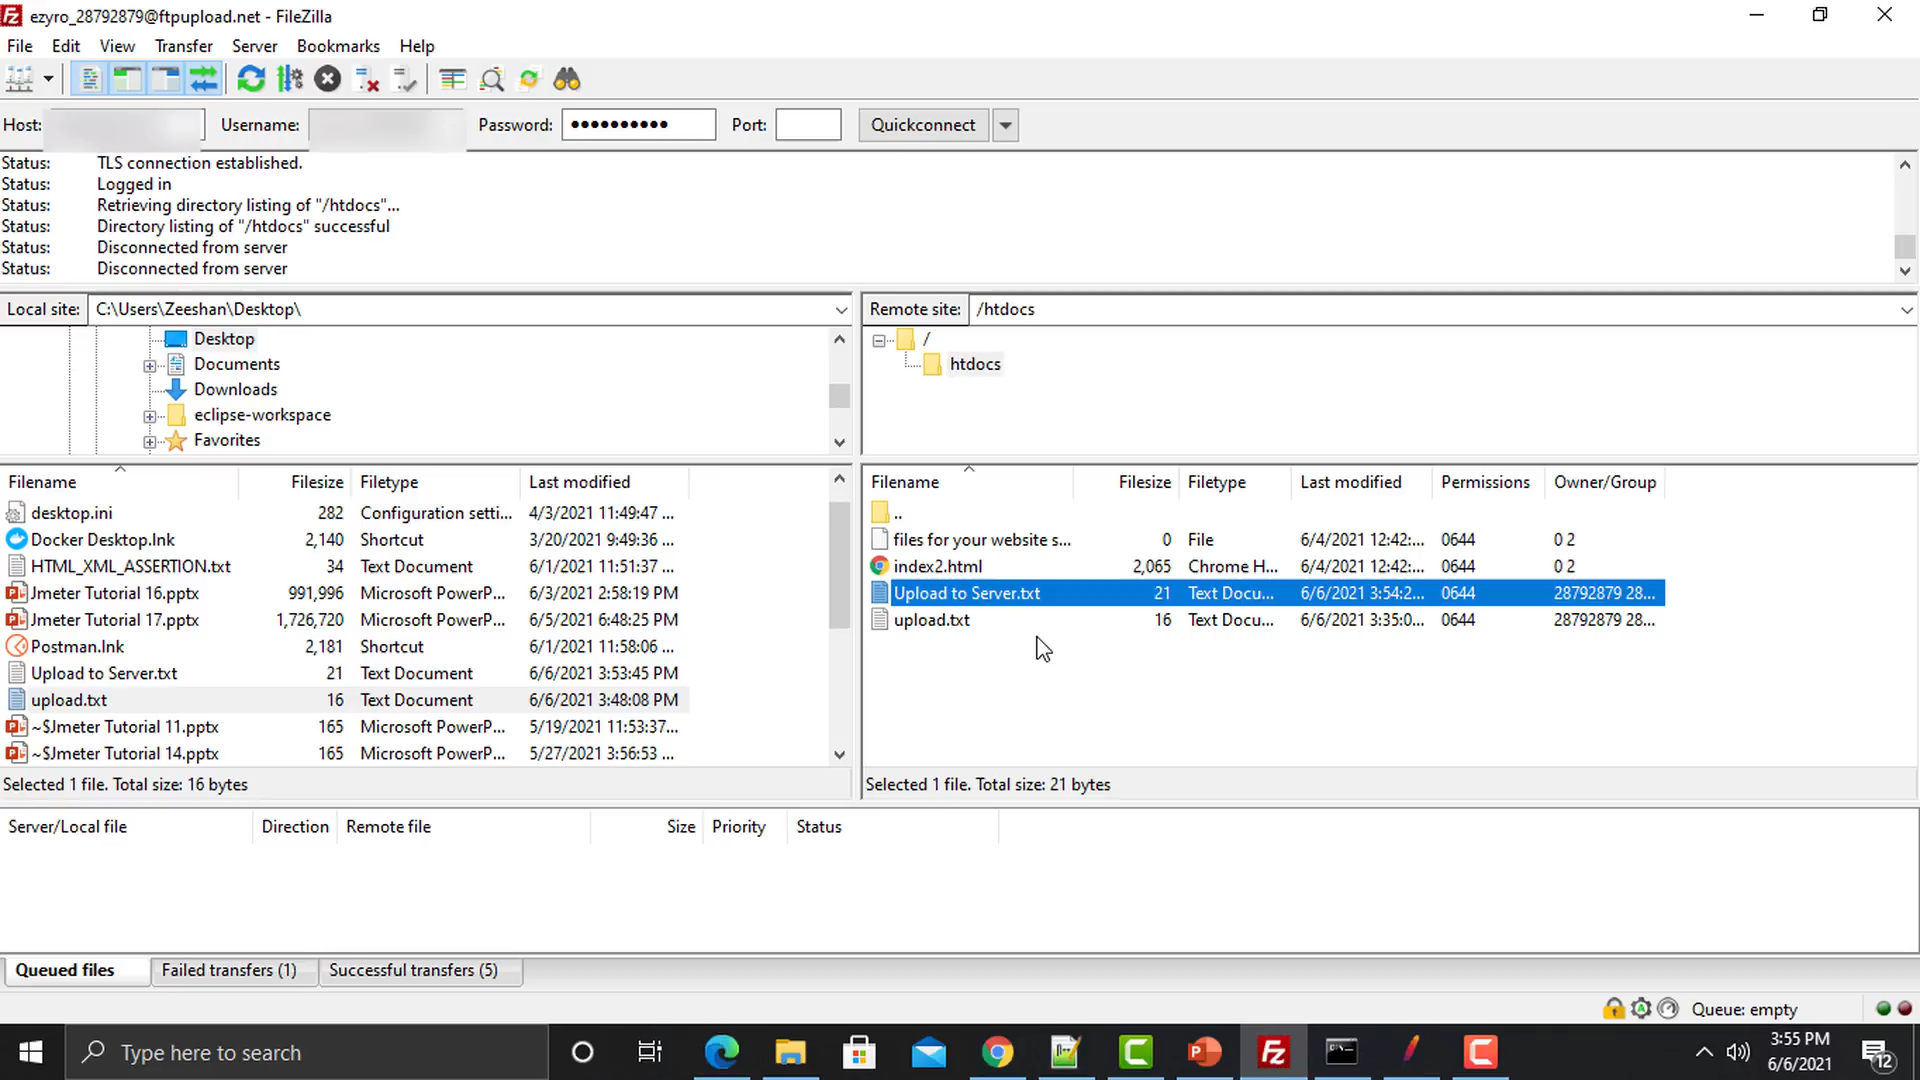 ezyro_28792879@ftpupload.net - FileZilla
File Edit View Transfer Server Bookmarks Help
Host: Username: Password: ●●●●●●●●●● Port: Quickconnect
Status: TLS connection established.
Status: Logged in
Status: Retrieving directory listing of "/htdocs"...
Status: Directory listing of "/htdocs" successful
Status: Disconnected from server
Status: Disconnected from server
Local site: C:\Users\Zeeshan\Desktop\
Desktop
Documents
Downloads
eclipse-workspace
Favorites
Filename Filesize Filetype Last modified
desktop.ini 282 Configuration setti... 4/3/2021 11:49:47 ...
Docker Desktop.lnk 2,140 Shortcut 3/20/2021 9:49:36 ...
HTML_XML_ASSERTION.txt 34 Text Document 6/1/2021 11:51:37 ...
Jmeter Tutorial 16.pptx 991,996 Microsoft PowerP... 6/3/2021 2:58:19 PM
Jmeter Tutorial 17.pptx 1,726,720 Microsoft PowerP... 6/5/2021 6:48:25 PM
Postman.lnk 2,181 Shortcut 6/1/2021 11:58:06 ...
Upload to Server.txt 21 Text Document 6/6/2021 3:53:45 PM
upload.txt 16 Text Document 6/6/2021 3:48:08 PM
~$Jmeter Tutorial 11.pptx 165 Microsoft PowerP... 5/19/2021 11:53:37...
~$Jmeter Tutorial 14.pptx 165 Microsoft PowerP... 5/27/2021 3:56:53 ...
Selected 1 file. Total size: 16 bytes
Remote site: /htdocs
/
htdocs
Filename Filesize Filetype Last modified Permissions Owner/Group
..
files for your website s... 0 File 6/4/2021 12:42:... 0644 0 2
index2.html 2,065 Chrome H... 6/4/2021 12:42:... 0644 0 2
Upload to Server.txt 21 Text Docu... 6/6/2021 3:54:2... 0644 28792879 28...
upload.txt 16 Text Docu... 6/6/2021 3:35:0... 0644 28792879 28...
Selected 1 file. Total size: 21 bytes
Server/Local file Direction Remote file Size Priority Status
Queued files Failed transfers (1) Successful transfers (5)
Queue: empty
Type here to search
3:55 PM
6/6/2021
12